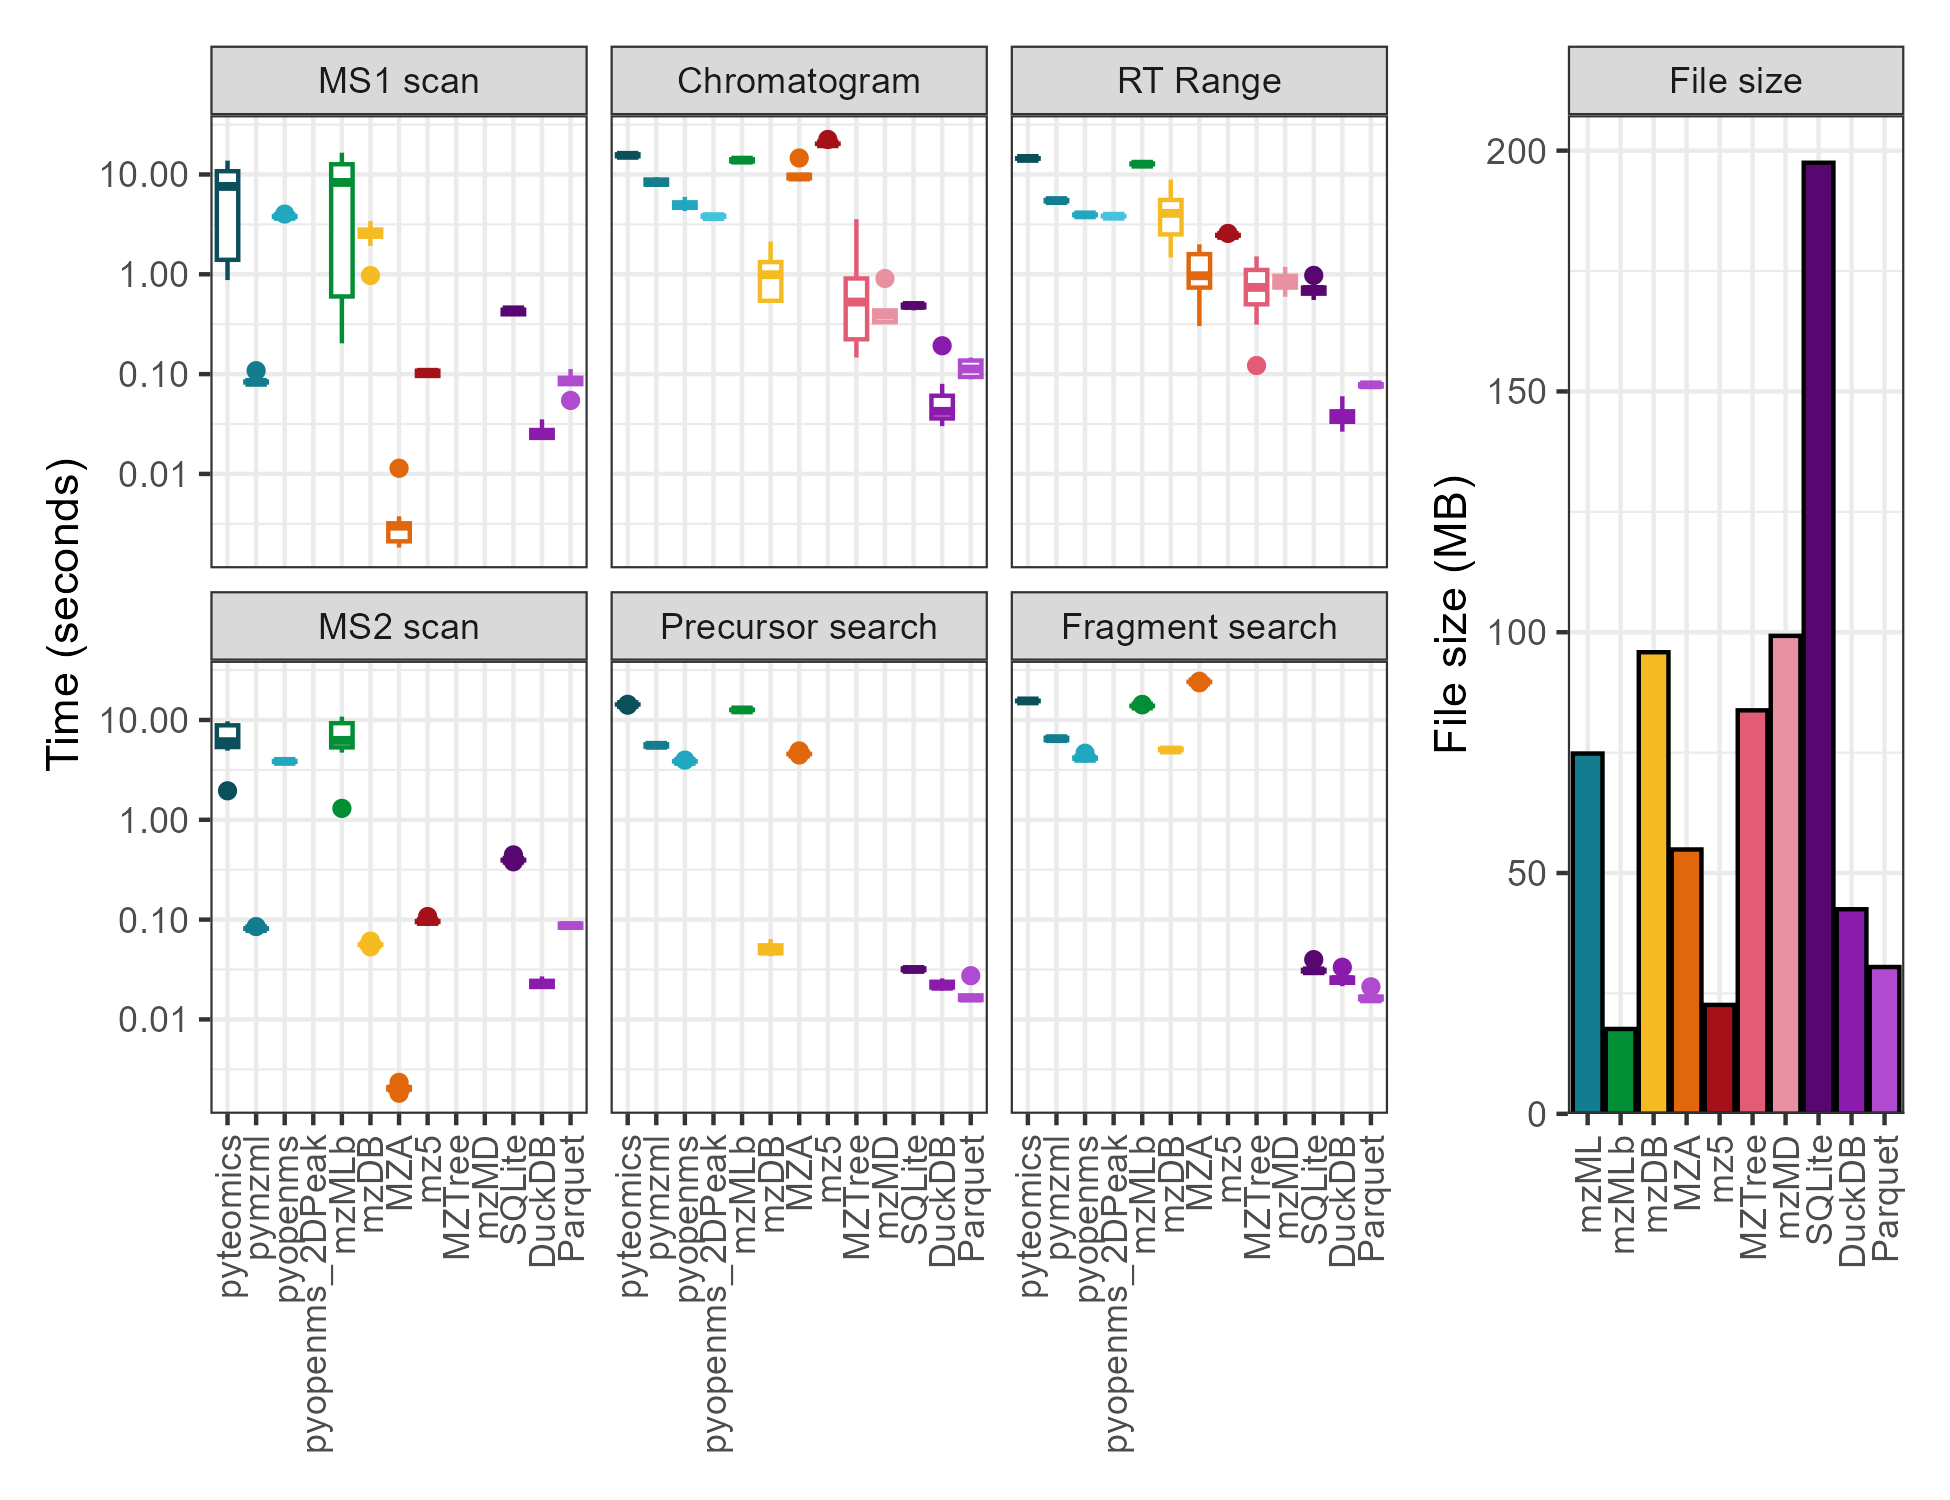 MS1 scan
Chromatogram
RT Range
File size
Time (seconds)
10.00
1.00
0.10
0.01
MS2 scan
Precursor search
Fragment search
10.00
1.00
0.10
0.01
pyteomics
pymzml
pyopenms
pyopenms_2DPeak
mzMLb
mzDB
MZA
mz5
MZTree
mzMD
SQLite
DuckDB
Parquet
pyteomics
pymzml
pyopenms
pyopenms_2DPeak
mzMLb
mzDB
MZA
mz5
MZTree
mzMD
SQLite
DuckDB
Parquet
pyteomics
pymzml
pyopenms
pyopenms_2DPeak
mzMLb
mzDB
MZA
mz5
MZTree
mzMD
SQLite
DuckDB
Parquet
File size (MB)
200
150
100
50
0
mzML
mzMLb
mzDB
MZA
mz5
MZTree
mzMD
SQLite
DuckDB
Parquet